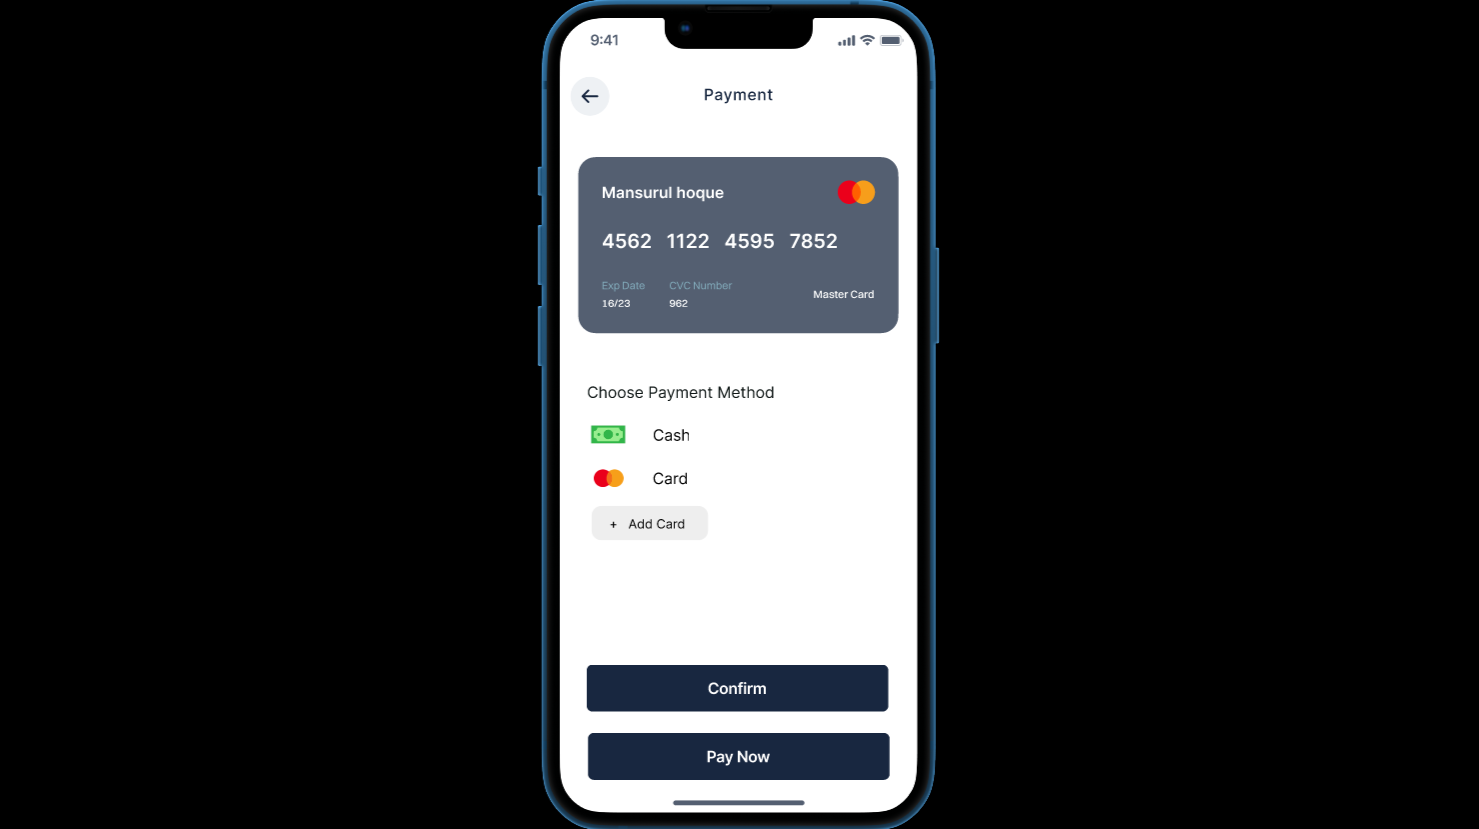 9:41
Payment
Mansurul hoque
4562 1122 4595 7852
Exp Date CVC Number
16/23 962
Master Card
Choose Payment Method
Cash
Card
+ Add Card
Confirm
Pay Now